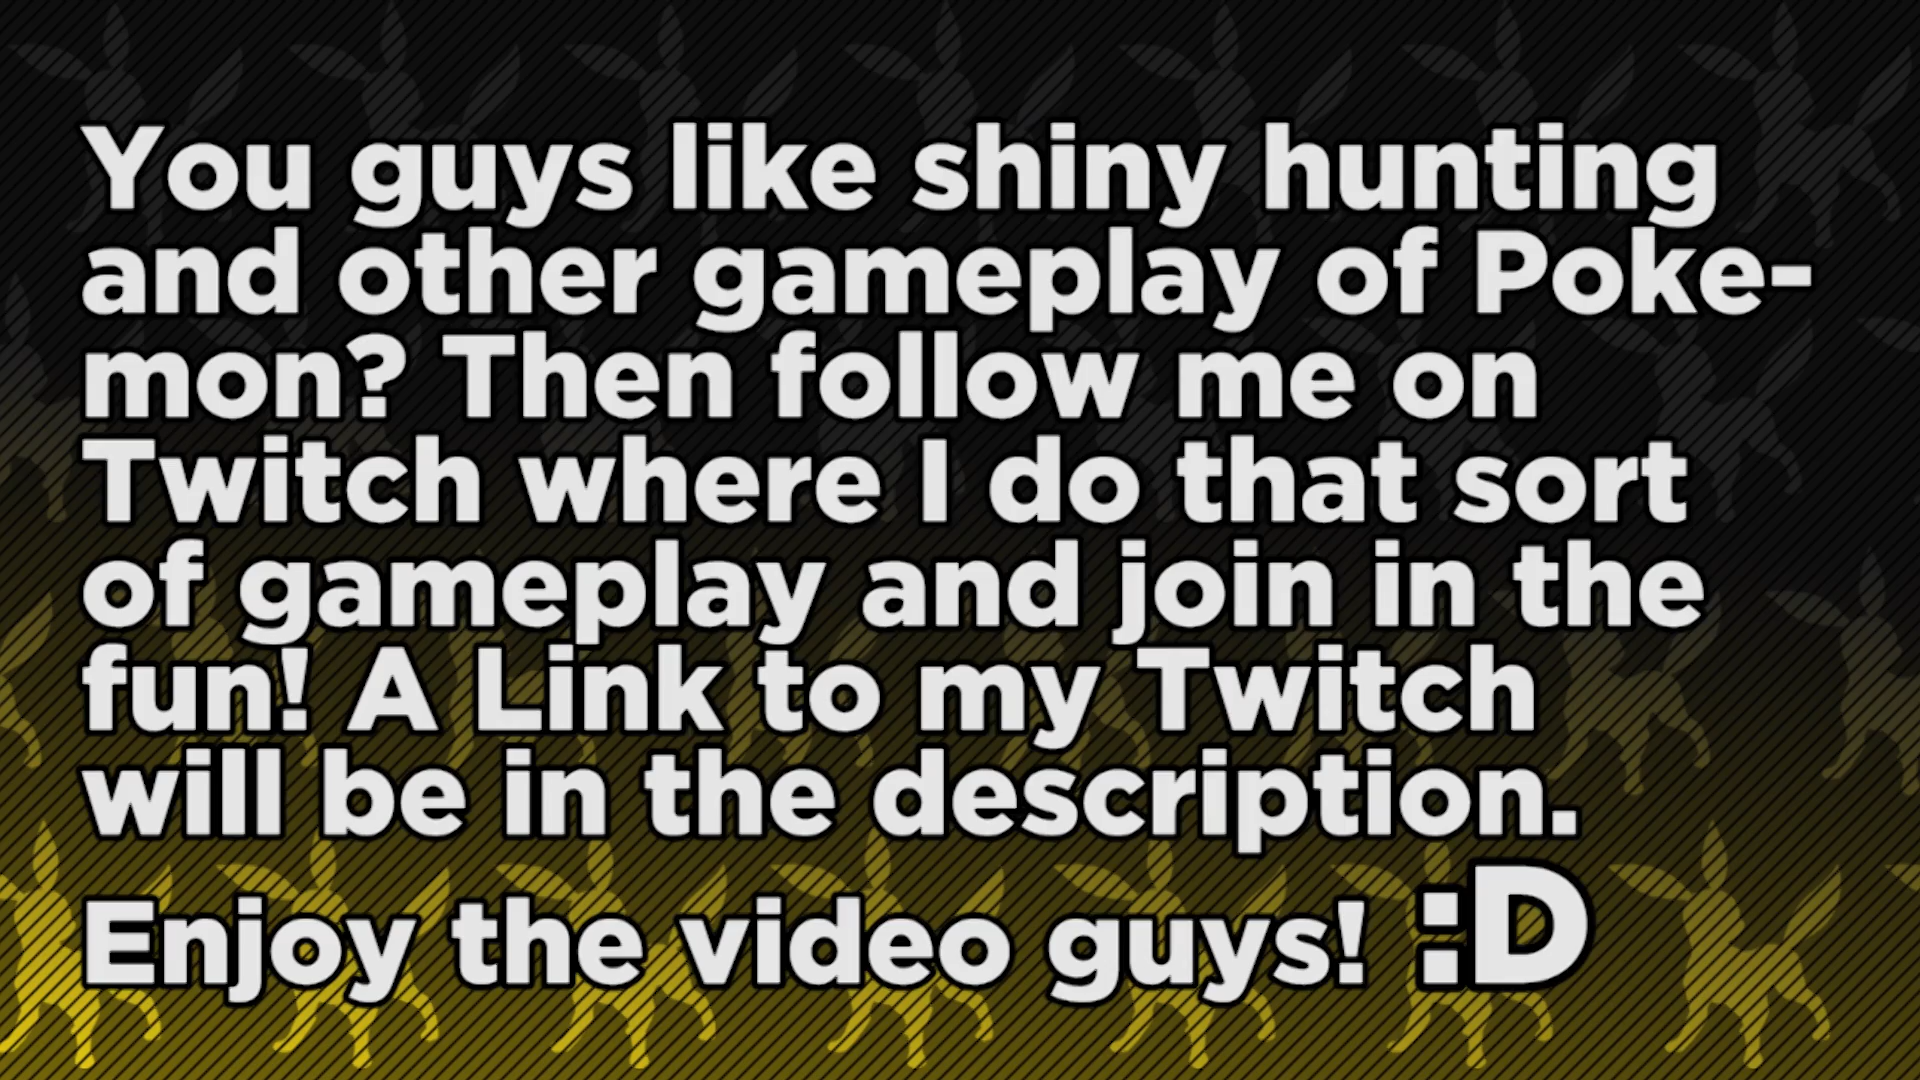 You guys like shiny hunting
and other gameplay of Poke-
mon? Then follow me on
Twitch where I do that sort
of gameplay and join in the
fun! A Link to my Twitch
will be in the description.
Enjoy the video guys! :D